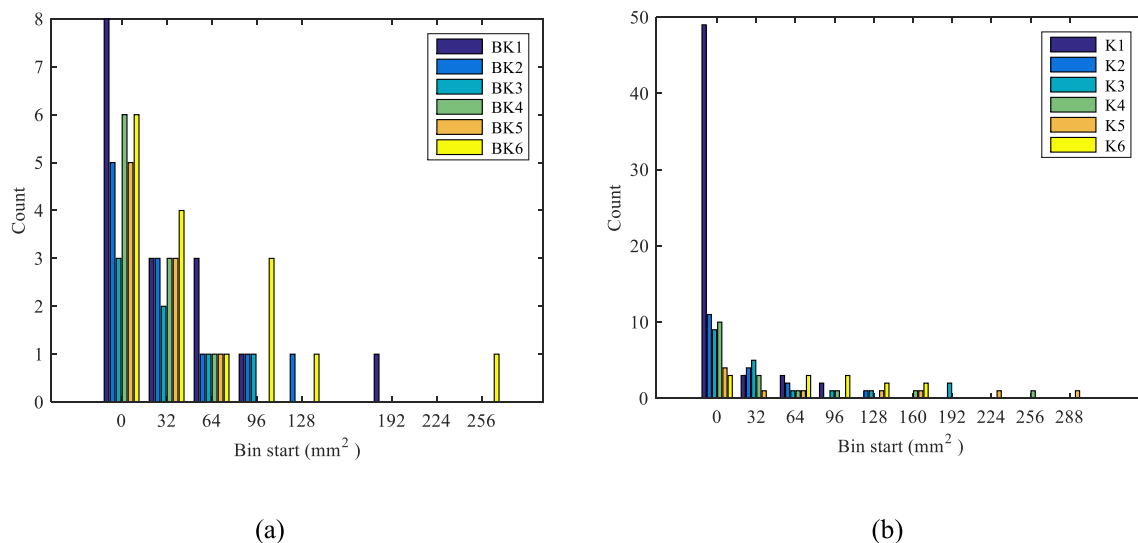 8
7
6
5
4
3
2
1
0
Count
BK1
BK2
BK3
BK4
BK5
BK6
0 32 64 96 128 192 224 256
Bin start (mm² )
(a)
50
40
30
20
10
0
Count
K1
K2
K3
K4
K5
K6
0 32 64 96 128 160 192 224 256 288
Bin start (mm² )
(b)